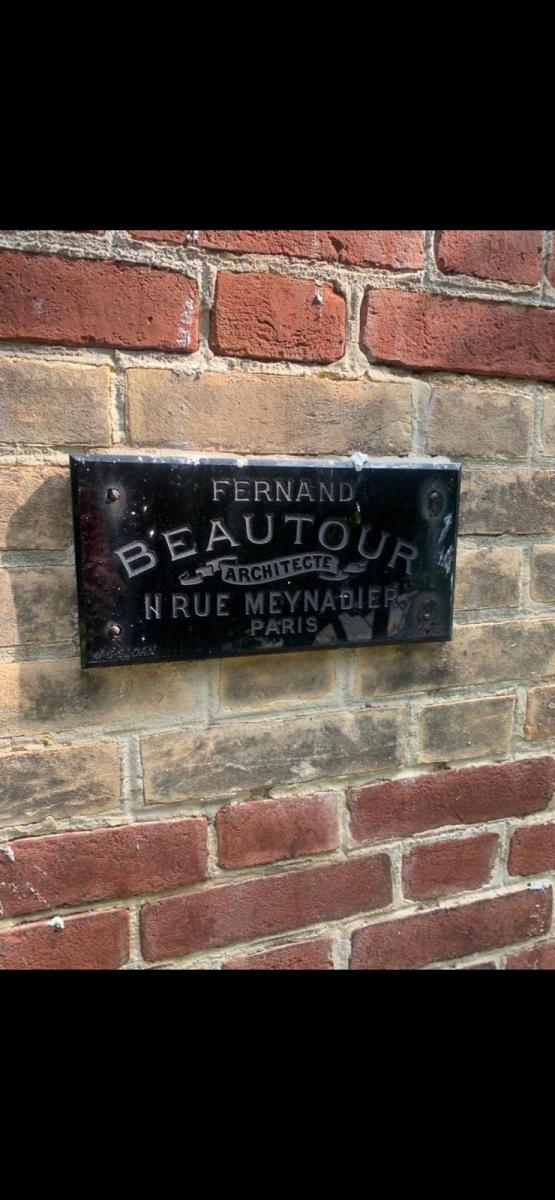 FERNAND
BEAUTOUR
ARCHITECTE
11 RUE MEYNADIER
PARIS